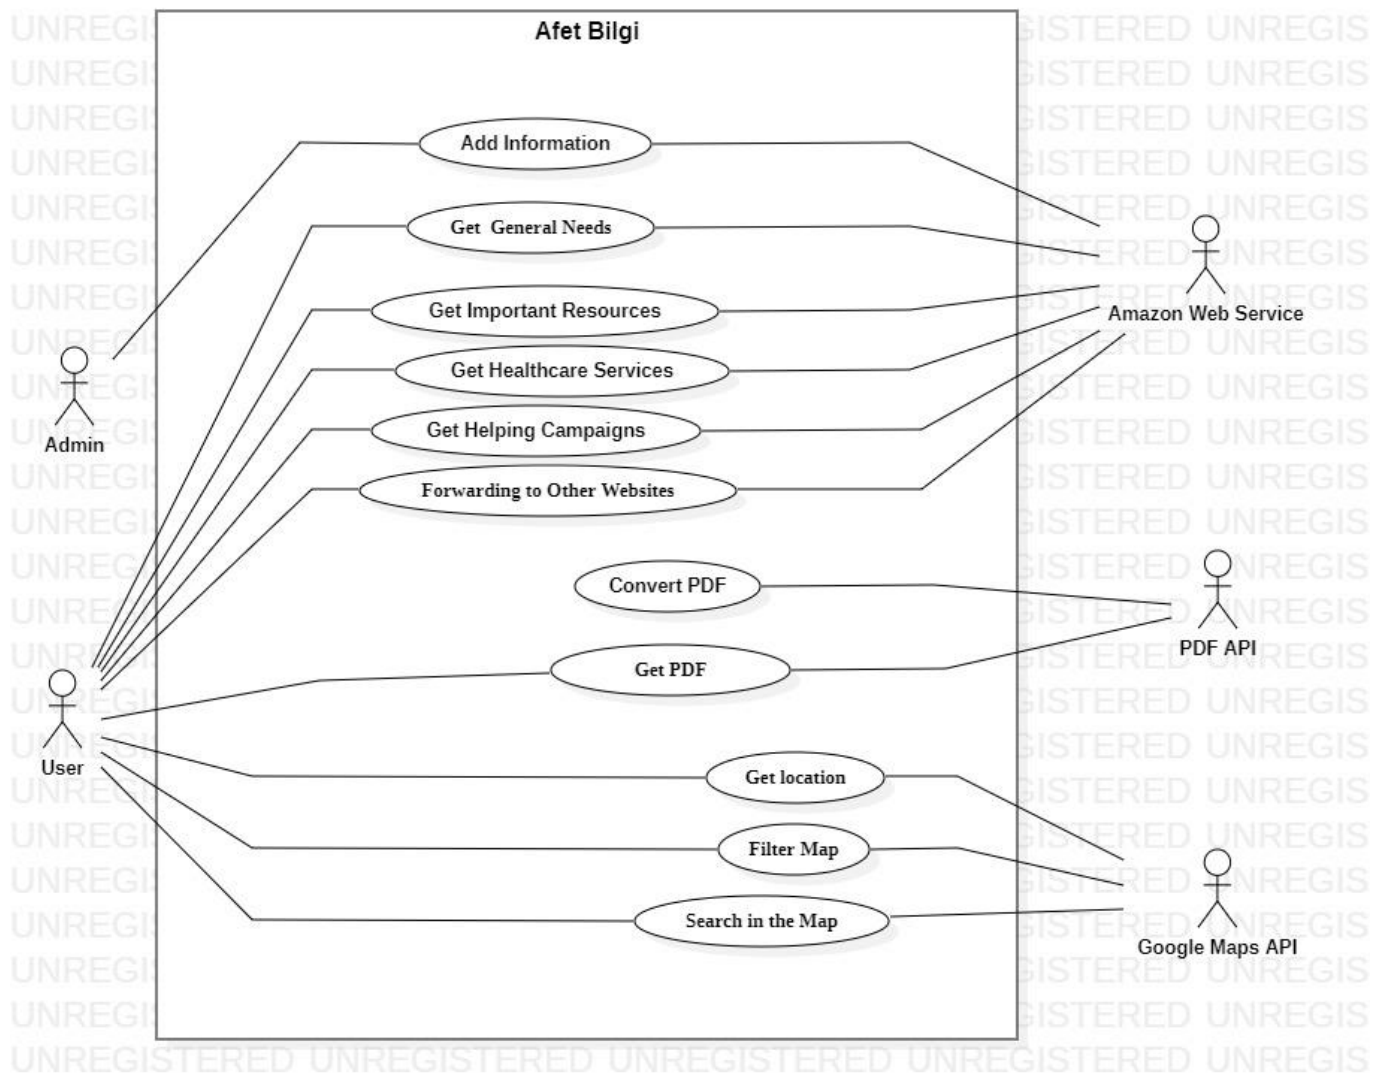 Afet Bilgi
Add Information
Get General Needs
Get Important Resources
Get Healthcare Services
Get Helping Campaigns
Forwarding to Other Websites
Convert PDF
Get PDF
Get location
Filter Map
Search in the Map
Admin
User
Amazon Web Service
PDF API
Google Maps API
UNREGISTERED UNREGISTERED UNREGISTERED UNREGISTERED UNREGIS